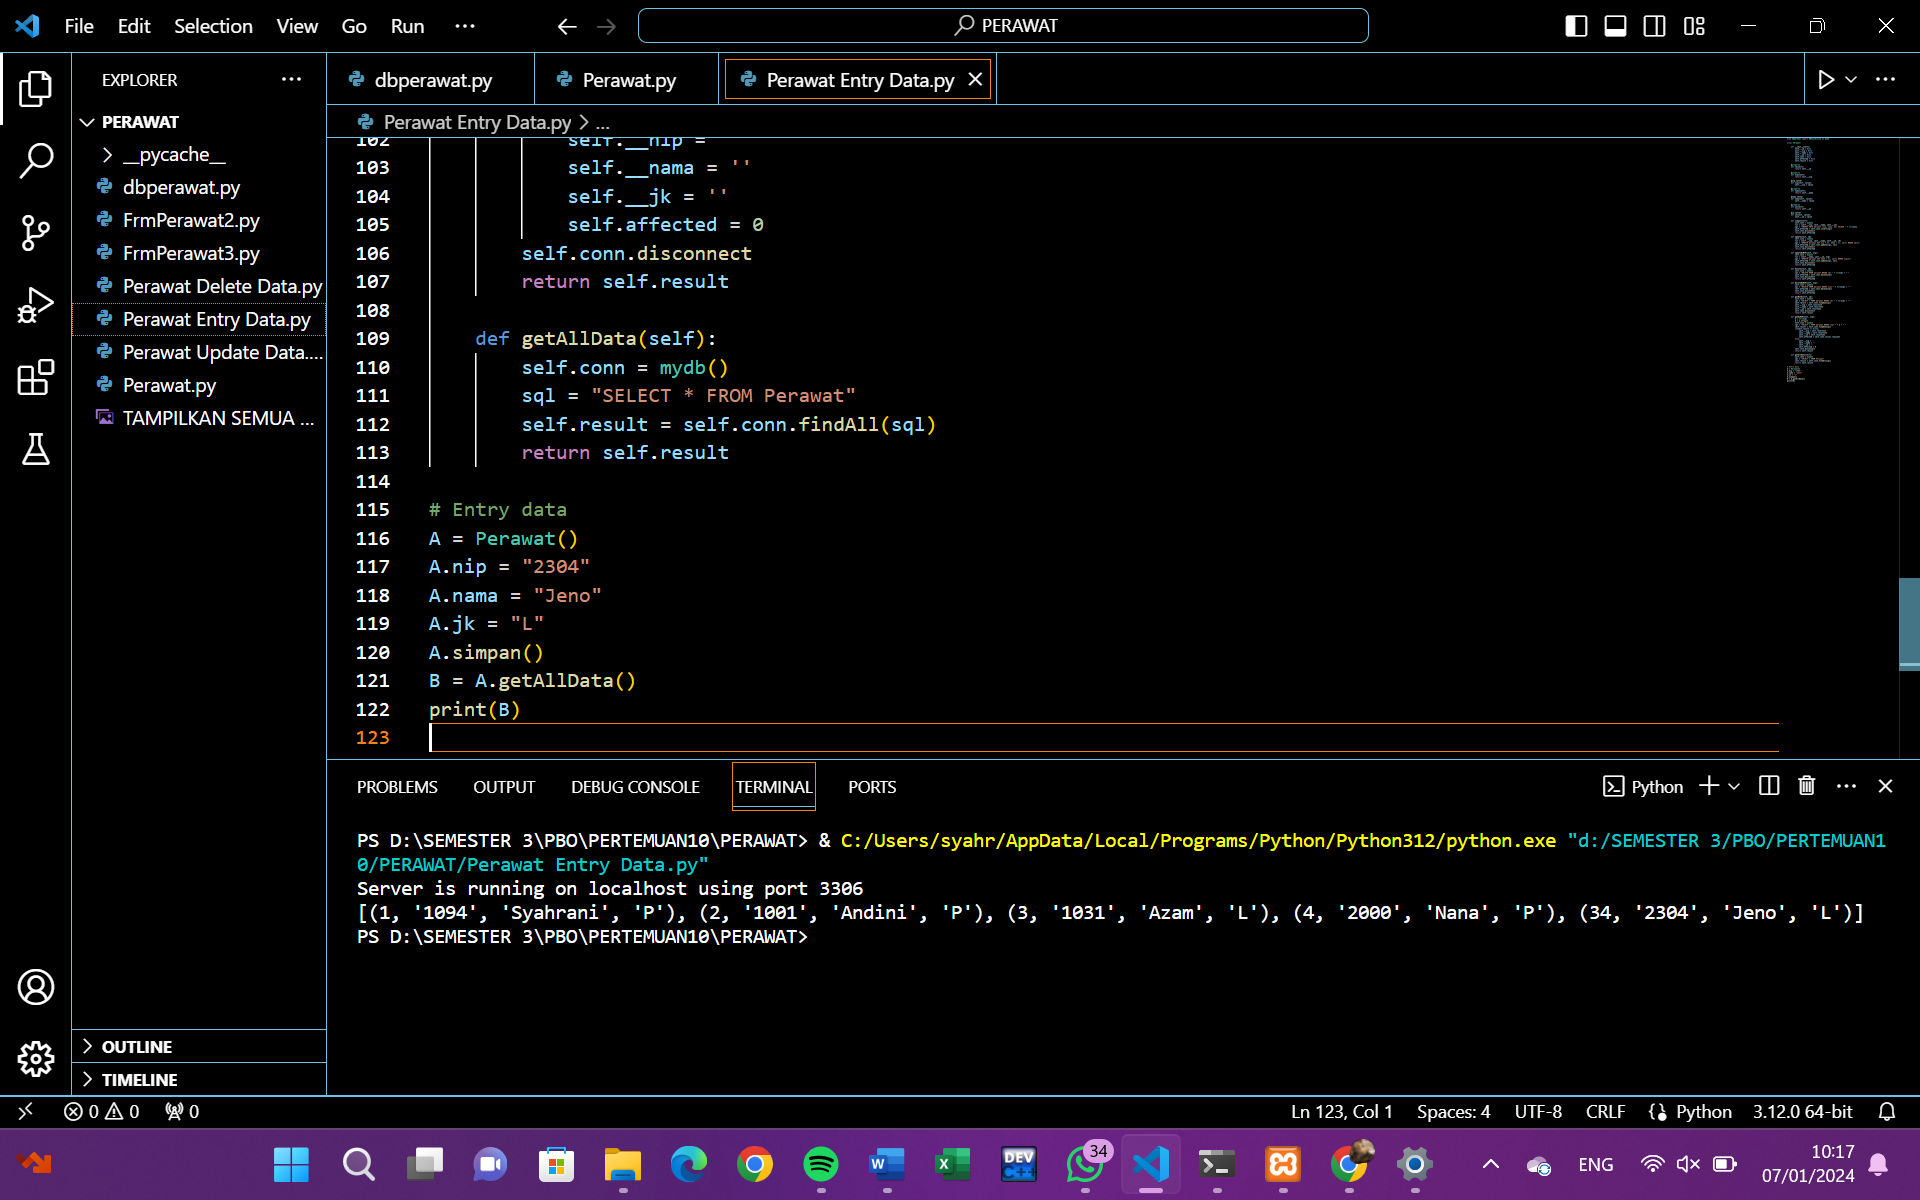 File Edit Selection View Go Run ···
PERAWAT
EXPLORER
PERAWAT
__pycache__
dbperawat.py
FrmPerawat2.py
FrmPerawat3.py
Perawat Delete Data.py
Perawat Entry Data.py
Perawat Update Data....
Perawat.py
TAMPILKAN SEMUA ...
OUTLINE
TIMELINE
dbperawat.py Perawat.py Perawat Entry Data.py
Perawat Entry Data.py > ...
102 self.__nip =
103 self.__nama = ''
104 self.__jk = ''
105 self.affected = 0
106 self.conn.disconnect
107 return self.result
108
109 def getAllData(self):
110 self.conn = mydb()
111 sql = "SELECT * FROM Perawat"
112 self.result = self.conn.findAll(sql)
113 return self.result
114
115 # Entry data
116 A = Perawat()
117 A.nip = "2304"
118 A.nama = "Jeno"
119 A.jk = "L"
120 A.simpan()
121 B = A.getAllData()
122 print(B)
123
PROBLEMS OUTPUT DEBUG CONSOLE TERMINAL PORTS
Python
PS D:\SEMESTER 3\PBO\PERTEMUAN10\PERAWAT> & C:/Users/syahr/AppData/Local/Programs/Python/Python312/python.exe "d:/SEMESTER 3/PBO/PERTEMUAN1
0/PERAWAT/Perawat Entry Data.py"
Server is running on localhost using port 3306
[(1, '1094', 'Syahrani', 'P'), (2, '1001', 'Andini', 'P'), (3, '1031', 'Azam', 'L'), (4, '2000', 'Nana', 'P'), (34, '2304', 'Jeno', 'L')]
PS D:\SEMESTER 3\PBO\PERTEMUAN10\PERAWAT>
0 0 0
Ln 123, Col 1 Spaces: 4 UTF-8 CRLF Python 3.12.0 64-bit
DEV C++
34
ENG
10:17
07/01/2024